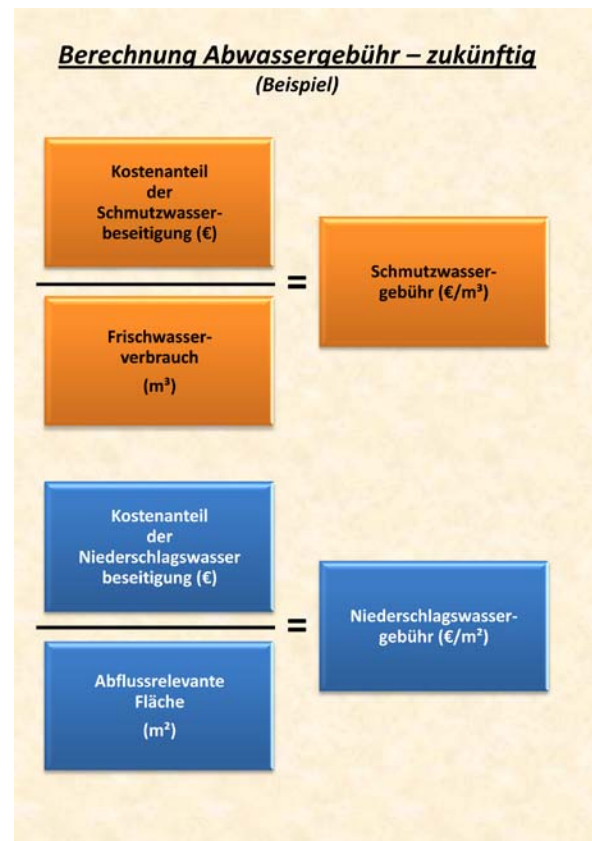 Berechnung Abwassergebühr – zukünftig
(Beispiel)
Kostenanteil
der
Schmutzwasser-
beseitigung (€)
=
Schmutzwasser-
gebühr (€/m³)
Frischwasser-
verbrauch
(m³)
Kostenanteil
der
Niederschlagswasser
beseitigung (€)
=
Niederschlagswasser-
gebühr (€/m²)
Abflussrelevante
Fläche
(m²)